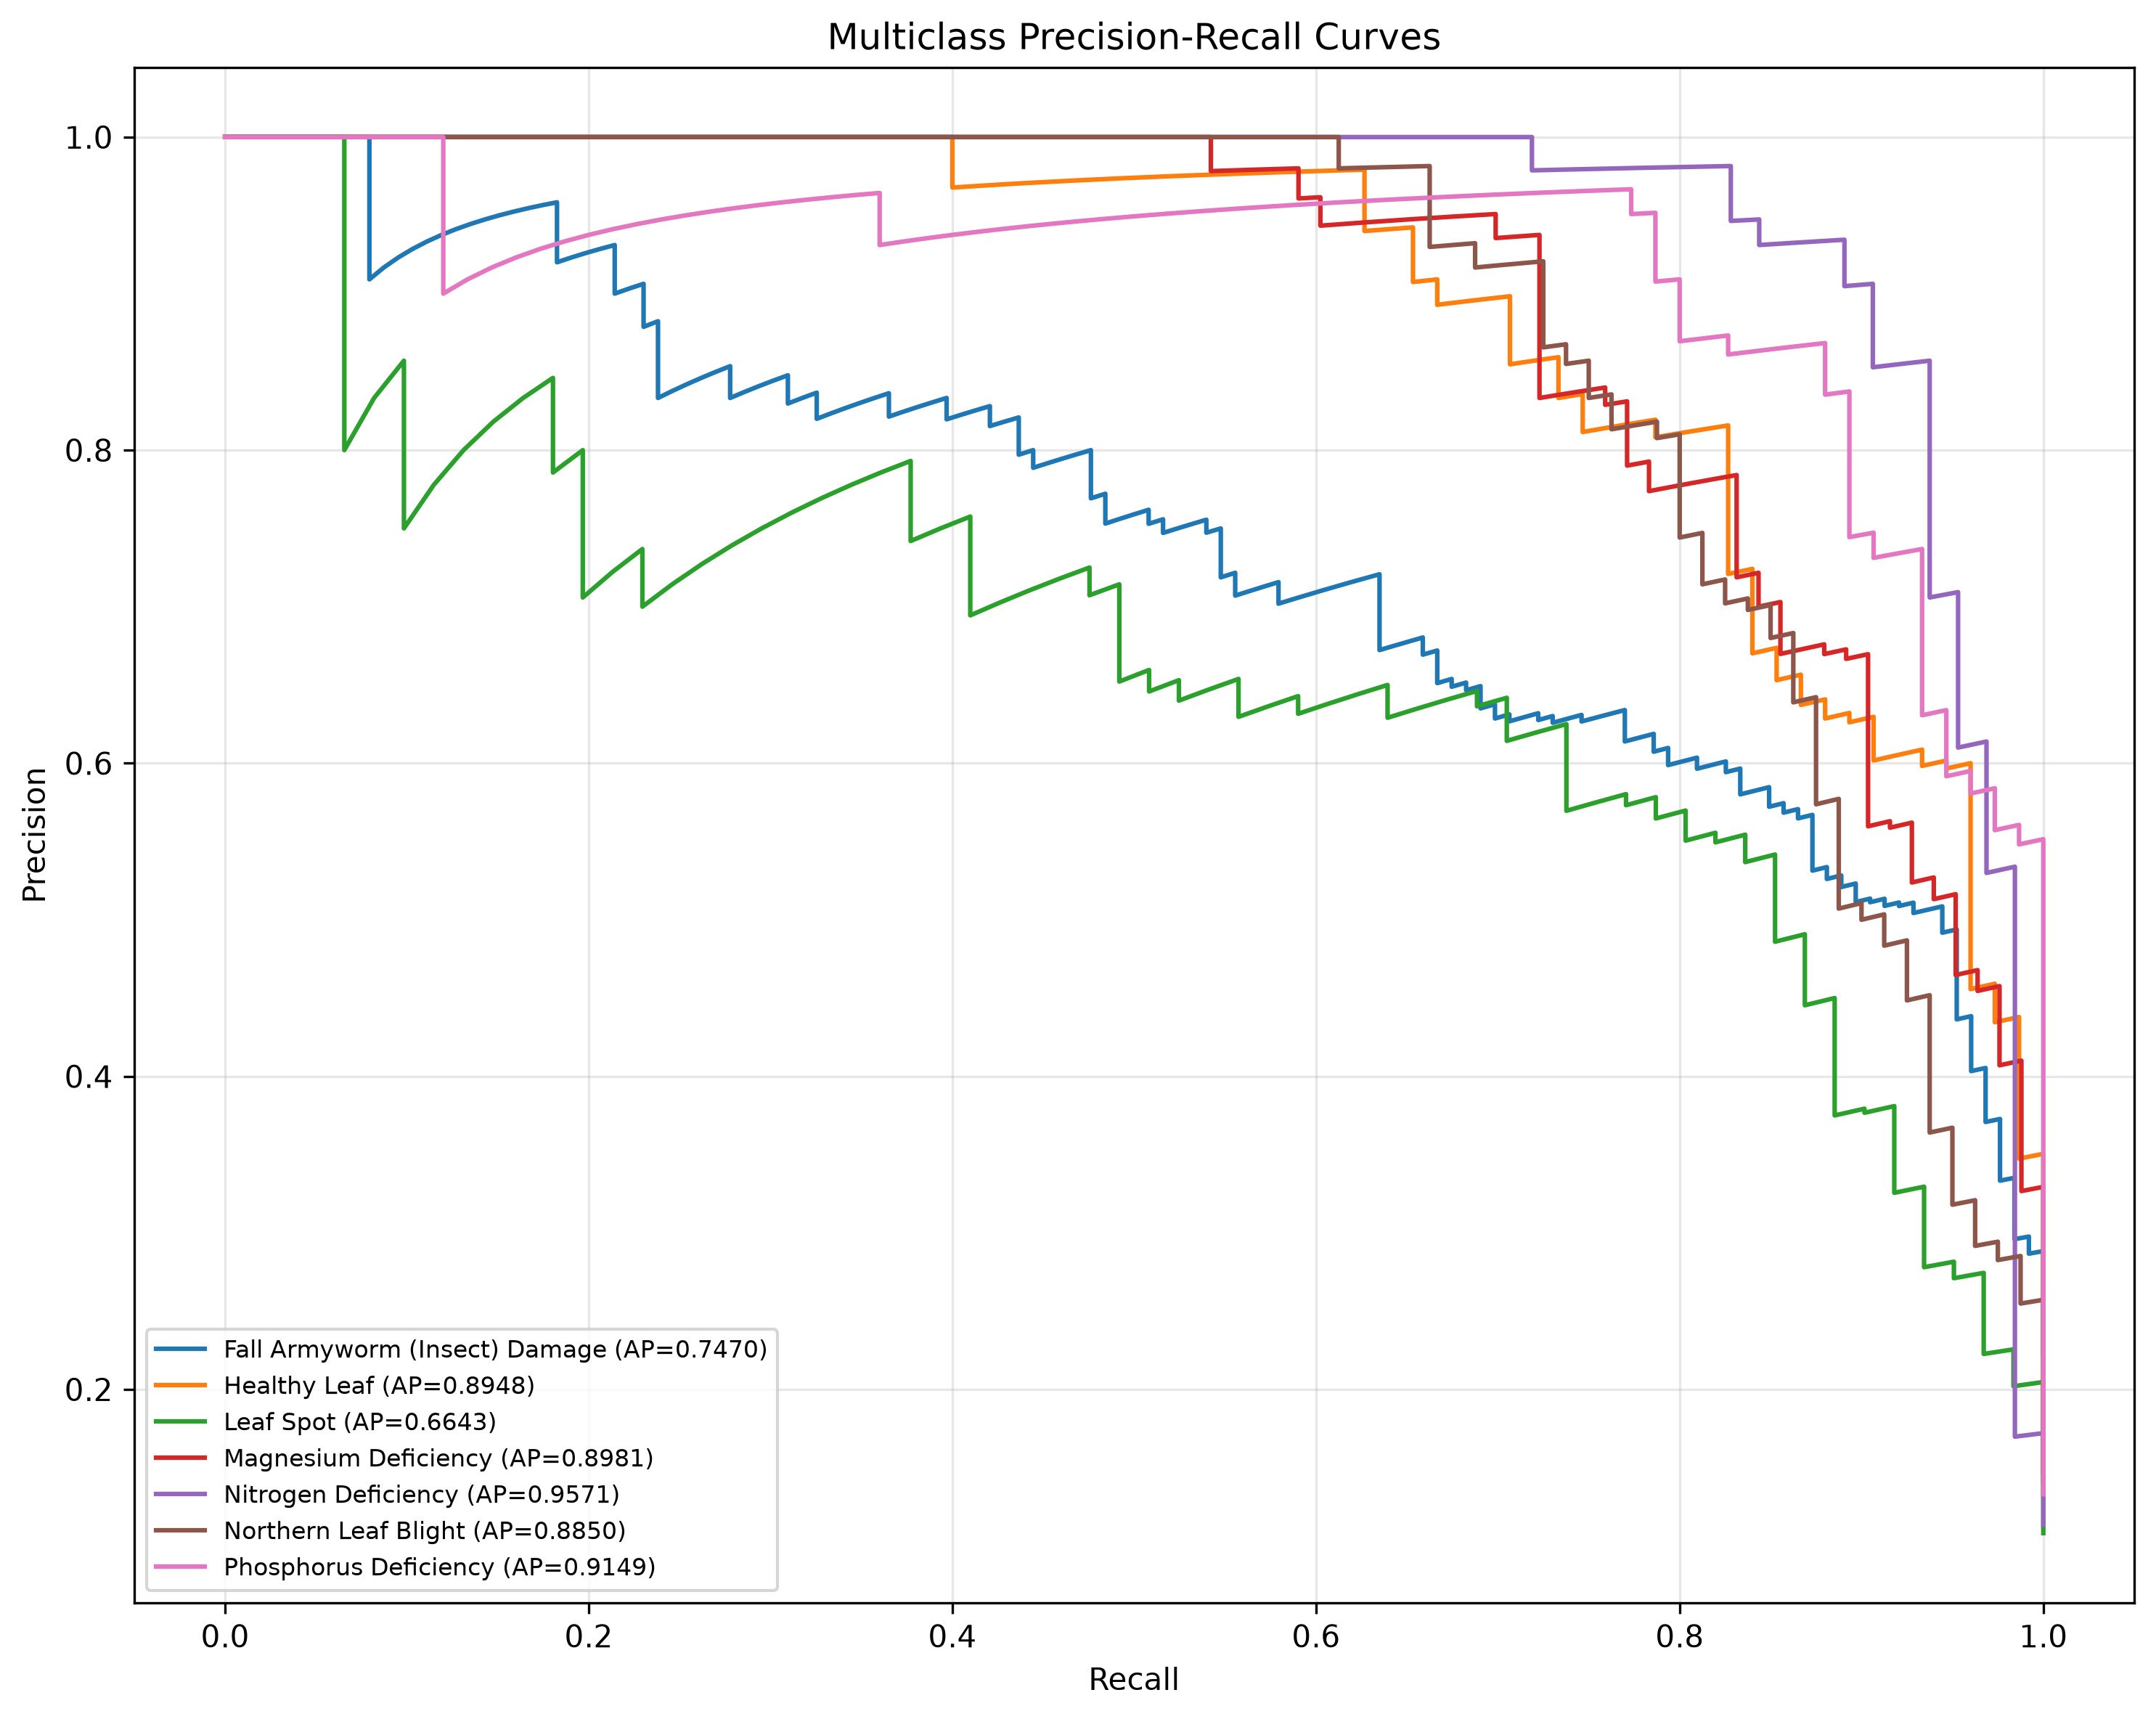 Multiclass Precision-Recall Curves
1.0
0.8
0.6
0.4
0.2
Precision
Fall Armyworm (Insect) Damage (AP=0.7470)
Healthy Leaf (AP=0.8948)
Leaf Spot (AP=0.6643)
Magnesium Deficiency (AP=0.8981)
Nitrogen Deficiency (AP=0.9571)
Northern Leaf Blight (AP=0.8850)
Phosphorus Deficiency (AP=0.9149)
0.0 0.2 0.4 0.6 0.8 1.0
Recall